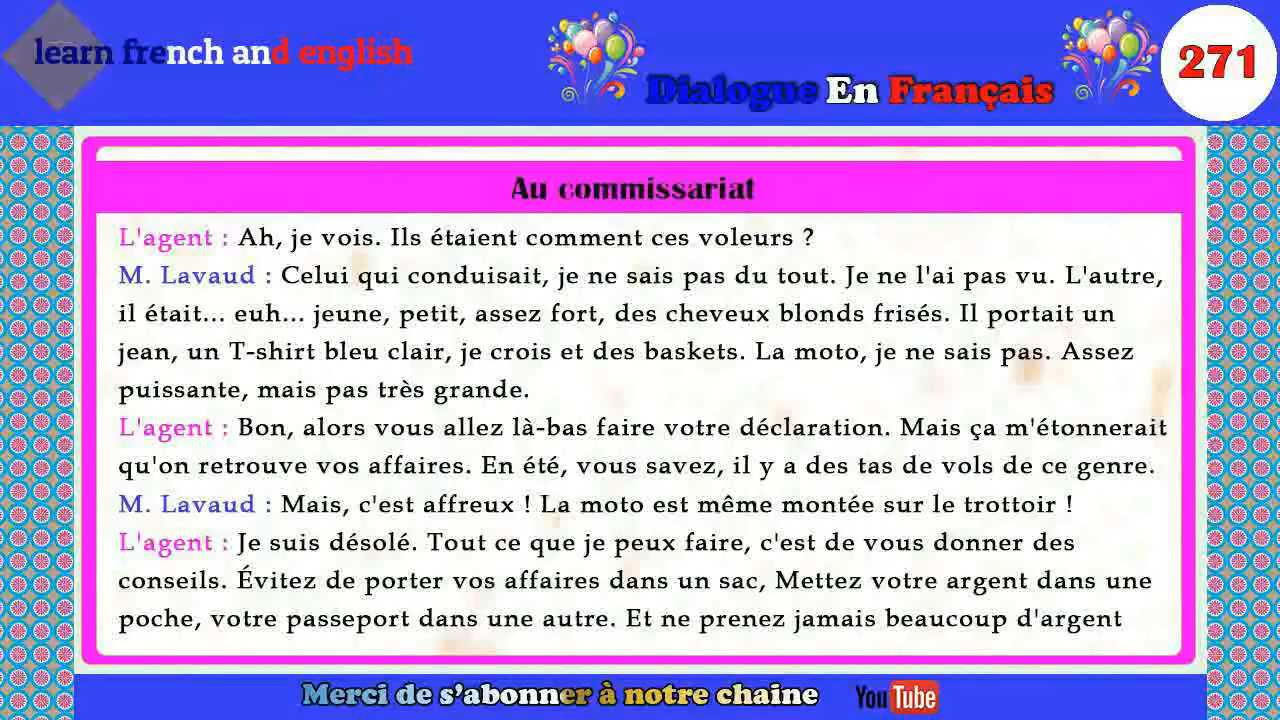 learn french and english
Dialogue En Français
271
Au commissariat
L'agent : Ah, je vois. Ils étaient comment ces voleurs ?
M. Lavaud : Celui qui conduisait, je ne sais pas du tout. Je ne l'ai pas vu. L'autre,
il était... euh... jeune, petit, assez fort, des cheveux blonds frisés. Il portait un
jean, un T-shirt bleu clair, je crois et des baskets. La moto, je ne sais pas. Assez
puissante, mais pas très grande.
L'agent : Bon, alors vous allez là-bas faire votre déclaration. Mais ça m'étonnerait
qu'on retrouve vos affaires. En été, vous savez, il y a des tas de vols de ce genre.
M. Lavaud : Mais, c'est affreux ! La moto est même montée sur le trottoir !
L'agent : Je suis désolé. Tout ce que je peux faire, c'est de vous donner des
conseils. Évitez de porter vos affaires dans un sac, Mettez votre argent dans une
poche, votre passeport dans une autre. Et ne prenez jamais beaucoup d'argent
Merci de s'abonner à notre chaine
YouTube